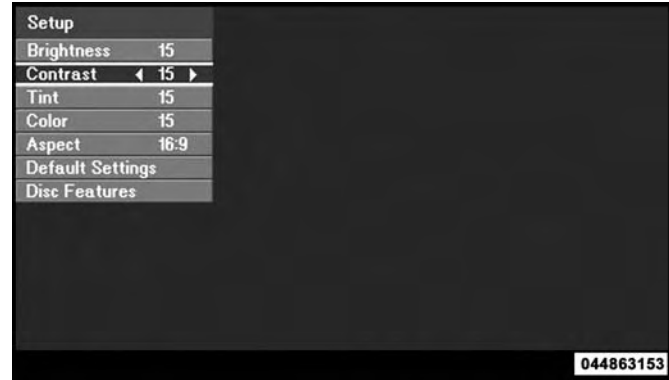 Setup
Brightness 15
Contrast 15
Tint 15
Color 15
Aspect 16:9
Default Settings
Disc Features
044863153